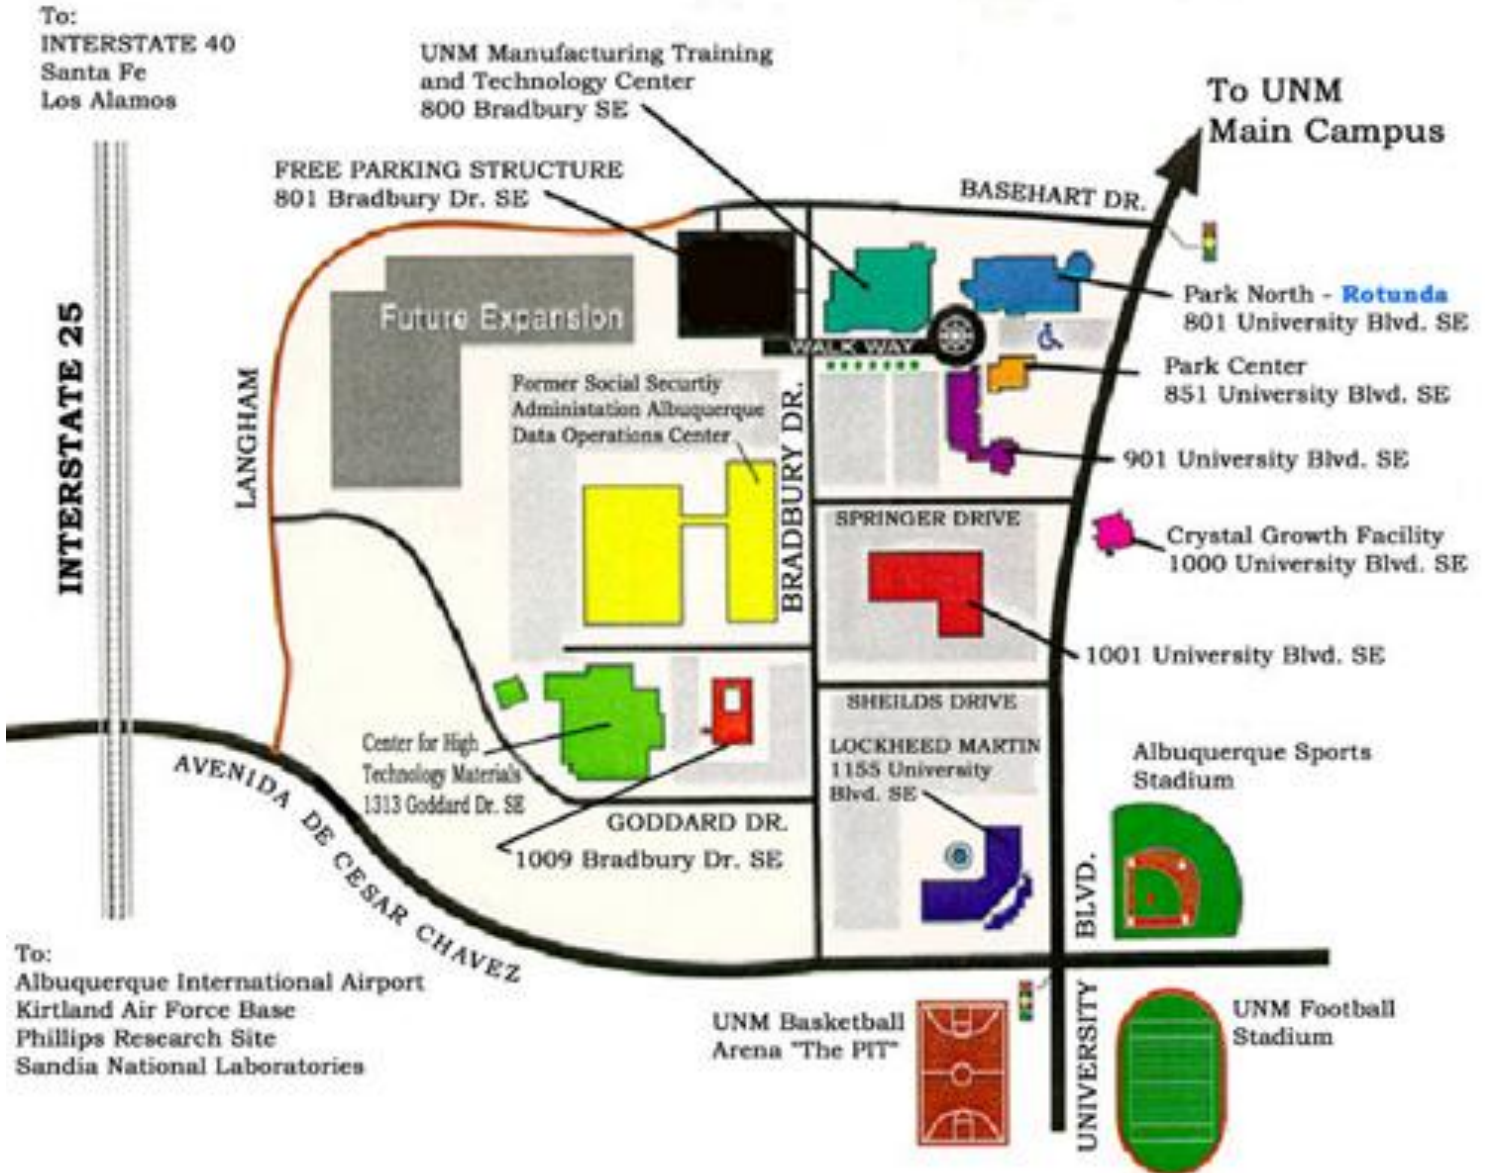 To:
INTERSTATE 40
Santa Fe
Los Alamos
UNM Manufacturing Training
and Technology Center
800 Bradbury SE
To UNM
Main Campus
FREE PARKING STRUCTURE
801 Bradbury Dr. SE
BASEHART DR.
Park North - Rotunda
801 University Blvd. SE
Future Expansion
WALK WAY
Park Center
851 University Blvd. SE
Former Social Securtiy
Administation Albuquerque
Data Operations Center
901 University Blvd. SE
INTERSTATE 25
LANGHAM
BRADBURY DR.
SPRINGER DRIVE
Crystal Growth Facility
1000 University Blvd. SE
1001 University Blvd. SE
SHEILDS DRIVE
Center for High
Technology Materials
1313 Goddard Dr. SE
LOCKHEED MARTIN
1155 University
Blvd. SE
Albuquerque Sports
Stadium
GODDARD DR.
1009 Bradbury Dr. SE
AVENIDA DE CESAR CHAVEZ
To:
Albuquerque International Airport
Kirtland Air Force Base
Phillips Research Site
Sandia National Laboratories
UNM Basketball
Arena "The PIT"
UNIVERSITY BLVD.
UNM Football
Stadium